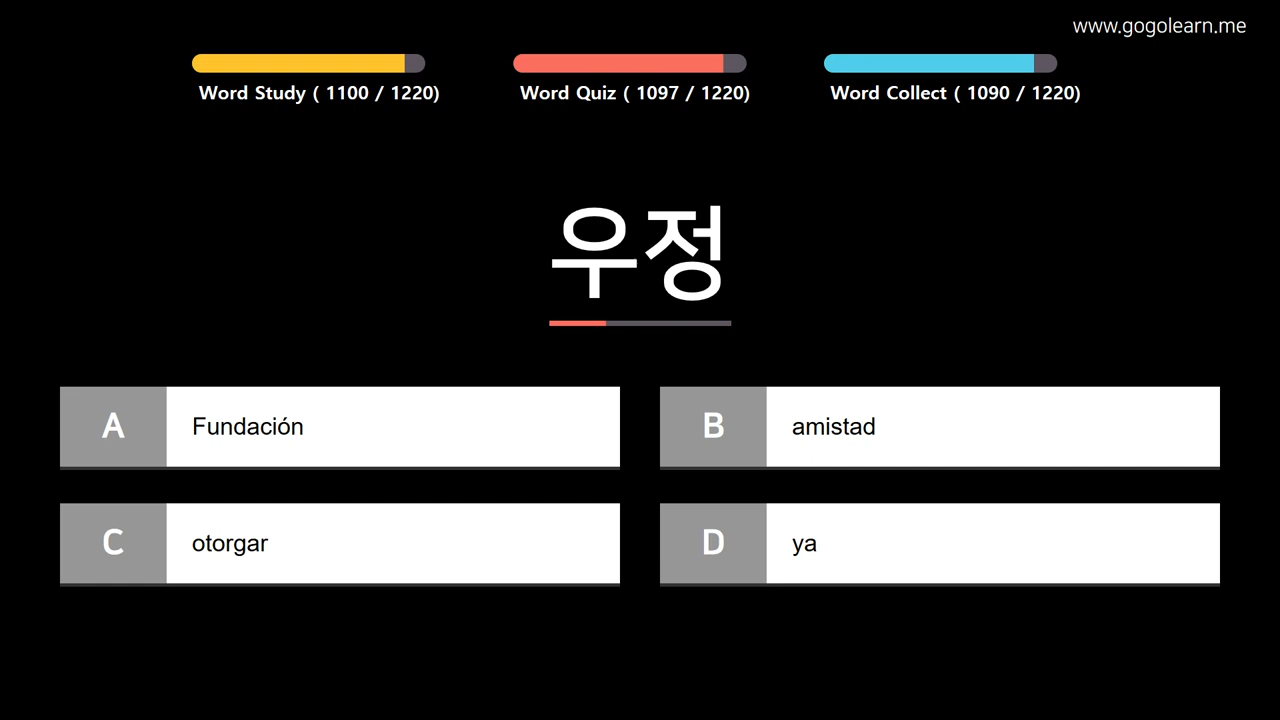 www.gogolearn.me
Word Study ( 1100 / 1220)
Word Quiz ( 1097 / 1220)
Word Collect ( 1090 / 1220)
우정
A Fundación
B amistad
C otorgar
D ya